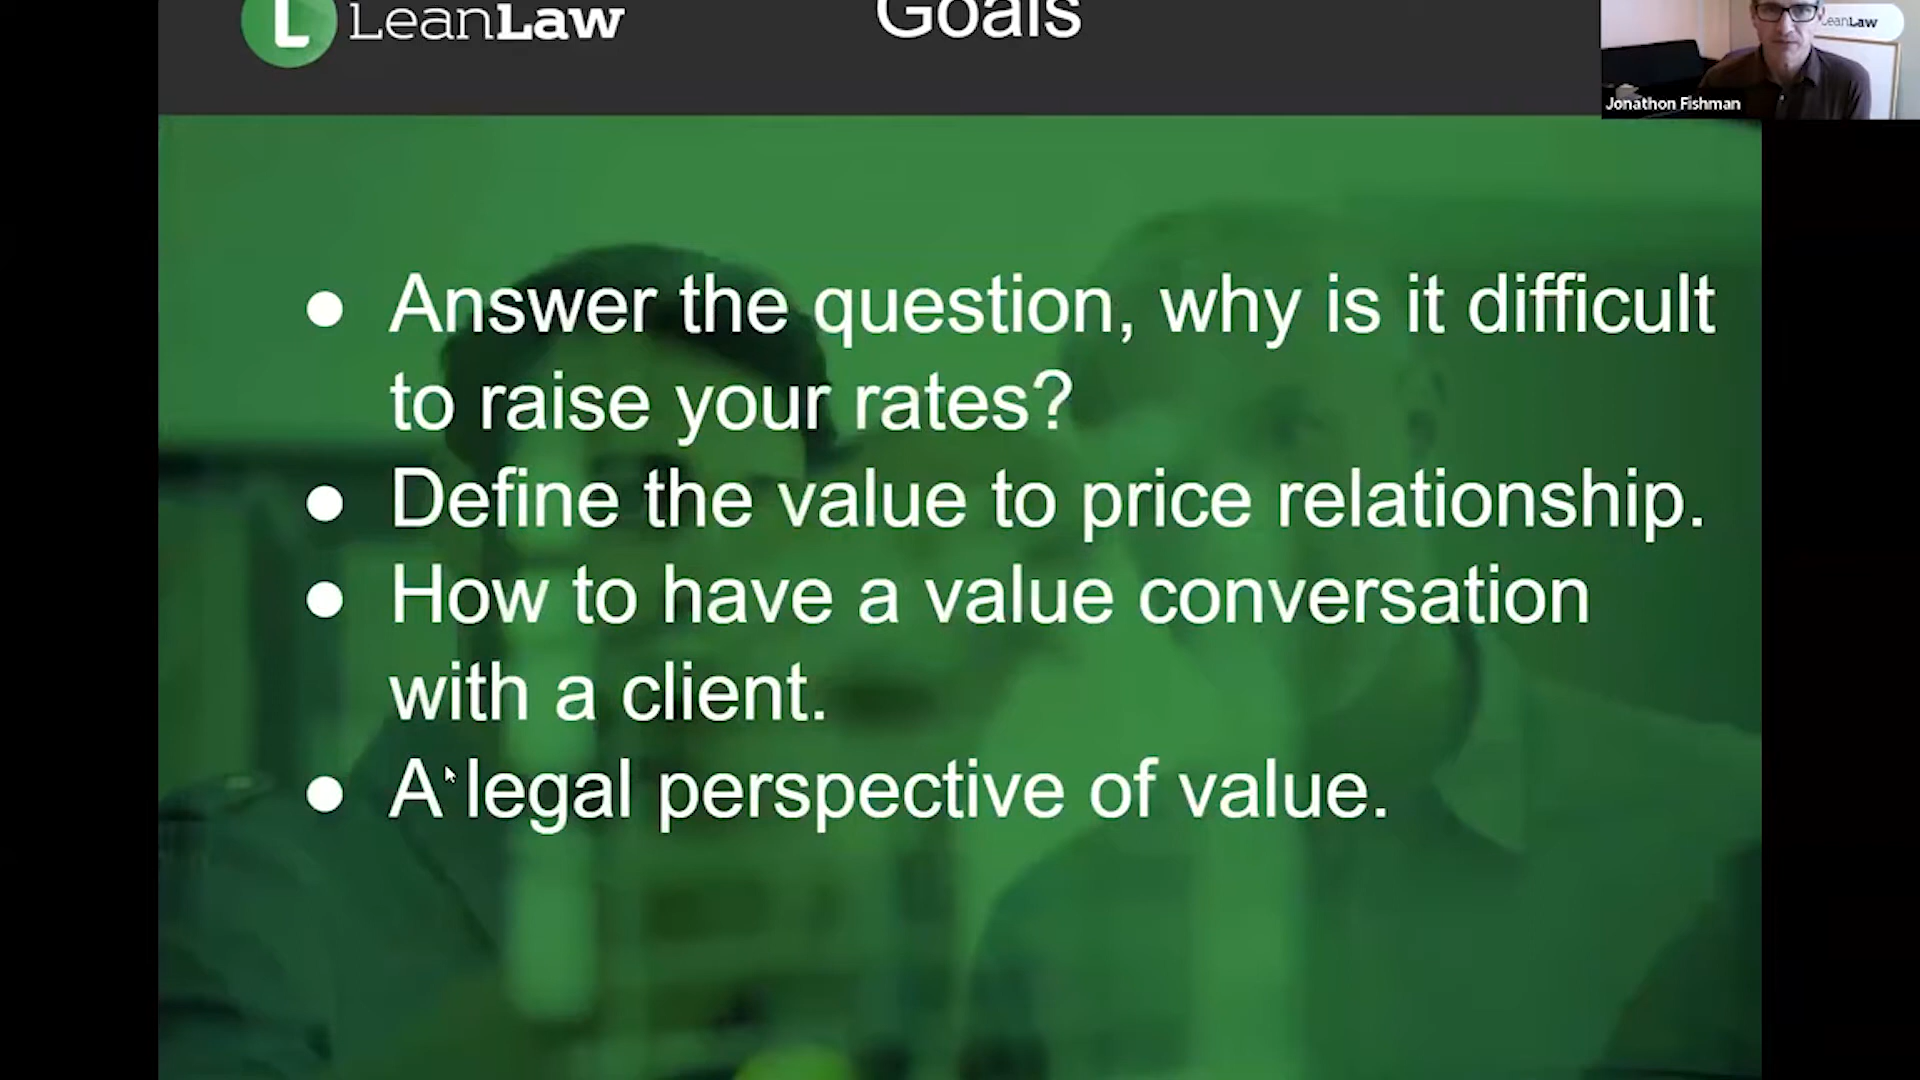 LeanLaw
Goals
LeanLaw
Jonathon Fishman
● Answer the question, why is it difficult
to raise your rates?
● Define the value to price relationship.
● How to have a value conversation
with a client.
● A legal perspective of value.